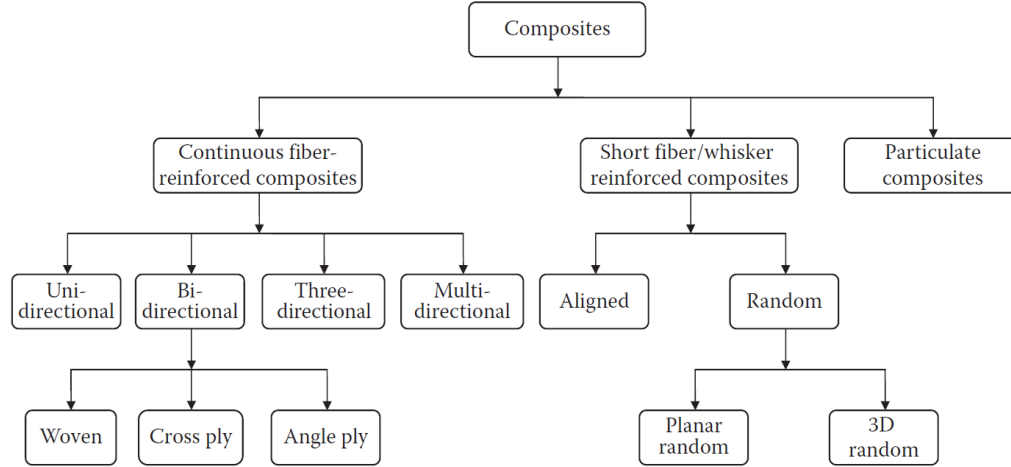 Composites
Continuous fiber-
reinforced composites
Short fiber/whisker
reinforced composites
Particulate
composites
Uni-
directional
Bi-
directional
Three-
directional
Multi-
directional
Aligned
Random
Woven
Cross ply
Angle ply
Planar
random
3D
random